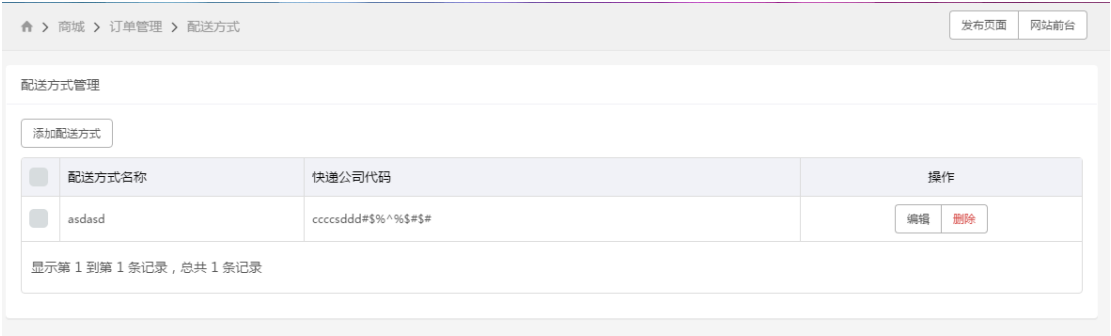 商城 > 订单管理 > 配送方式
发布页面 网站前台
配送方式管理
添加配送方式
配送方式名称 快递公司代码 操作
asdasd ccccsddd#$%^%$#$# 编辑 删除
显示第 1 到第 1 条记录，总共 1 条记录